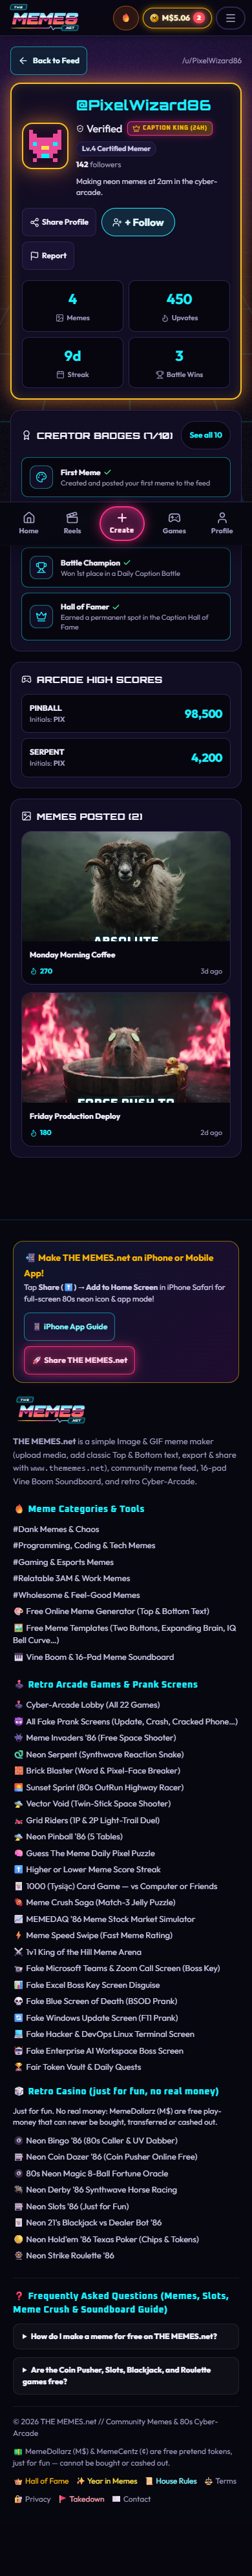 THE
MEMES
.NET
M$5.06
3
Back to Feed
/u/PixelWizard86
@PixelWizard86
Verified
CAPTION KING (24H)
Lv.4 Certified Memer
142 followers
Making neon memes at 2am in the cyber-
arcade.
Share Profile
+ Follow
Report
4
Memes
450
Upvotes
9d
Streak
3
Battle Wins
CREATOR BADGES (7/10)
See all 10
First Meme
Created and posted your first meme to the feed
Home
Reels
Create
Games
Profile
Battle Champion
Won 1st place in a Daily Caption Battle
Hall of Famer
Earned a permanent spot in the Caption Hall of
Fame
ARCADE HIGH SCORES
PINBALL
Initials: PIX
98,500
SERPENT
Initials: PIX
4,200
MEMES POSTED (2)
ABSOLUTE
Monday Morning Coffee
270
3d ago
FORCE PUSH TO
Friday Production Deploy
180
2d ago
Make THE MEMES.net an iPhone or Mobile
App!
Tap Share (⬆️) → Add to Home Screen in iPhone Safari for
full-screen 80s neon icon & app mode!
iPhone App Guide
Share THE MEMES.net
THE
MEMES
.NET
THE MEMES.net is a simple Image & GIF meme maker
(upload media, add classic Top & Bottom text, export & share
with www.thememes.net), community meme feed, 16-pad
Vine Boom Soundboard, and retro Cyber-Arcade.
Meme Categories & Tools
#Dank Memes & Chaos
#Programming, Coding & Tech Memes
#Gaming & Esports Memes
#Relatable 3AM & Work Memes
#Wholesome & Feel-Good Memes
Free Online Meme Generator (Top & Bottom Text)
Free Meme Templates (Two Buttons, Expanding Brain, IQ
Bell Curve...)
Vine Boom & 16-Pad Meme Soundboard
Retro Arcade Games & Prank Screens
Cyber-Arcade Lobby (All 22 Games)
All Fake Prank Screens (Update, Crash, Cracked Phone...)
Meme Invaders '86 (Free Space Shooter)
Neon Serpent (Synthwave Reaction Snake)
Brick Blaster (Word & Pixel-Face Breaker)
Sunset Sprint (80s OutRun Highway Racer)
Vector Void (Twin-Stick Space Shooter)
Grid Riders (1P & 2P Light-Trail Duel)
Neon Pinball '86 (5 Tables)
Guess The Meme Daily Pixel Puzzle
Higher or Lower Meme Score Streak
1000 (Tysiąc) Card Game — vs Computer or Friends
Meme Crush Saga (Match-3 Jelly Puzzle)
MEMEDAQ '86 Meme Stock Market Simulator
Meme Speed Swipe (Fast Meme Rating)
1v1 King of the Hill Meme Arena
Fake Microsoft Teams & Zoom Call Screen (Boss Key)
Fake Excel Boss Key Screen Disguise
Fake Blue Screen of Death (BSOD Prank)
Fake Windows Update Screen (F11 Prank)
Fake Hacker & DevOps Linux Terminal Screen
Fake Enterprise AI Workspace Boss Screen
Fair Token Vault & Daily Quests
Retro Casino (just for fun, no real money)
Just for fun. No real money: MemeDollarz (M$) are free play-
money that can never be bought, transferred or cashed out.
Neon Bingo '86 (80s Caller & UV Dabber)
Neon Coin Dozer '86 (Coin Pusher Online Free)
80s Neon Magic 8-Ball Fortune Oracle
Neon Derby '86 Synthwave Horse Racing
Neon Slots '86 (Just for Fun)
Neon 21's Blackjack vs Dealer Bot '86
Neon Hold'em '86 Texas Poker (Chips & Tokens)
Neon Strike Roulette '86
Frequently Asked Questions (Memes, Slots,
Meme Crush & Soundboard Guide)
How do I make a meme for free on THE MEMES.net?
Are the Coin Pusher, Slots, Blackjack, and Roulette
games free?
© 2026 THE MEMES.net // Community Memes & 80s Cyber-
Arcade
MemeDollarz (M$) & MemeCentz (¢) are free pretend tokens,
just for fun — cannot be bought or cashed out.
Hall of Fame
Year in Memes
House Rules
Terms
Privacy
Takedown
Contact